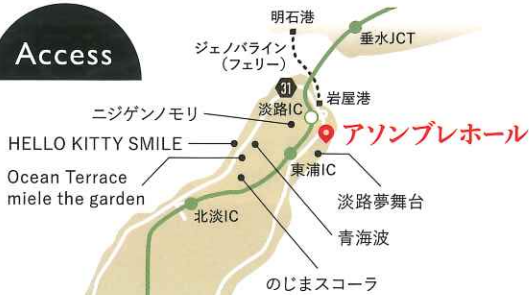 Access
明石港
垂水JCT
ジェノバライン
(フェリー)
31
岩屋港
ニジゲンノモリ
淡路IC
アソンブレホール
HELLO KITTY SMILE
Ocean Terrace
miele the garden
東浦IC
淡路夢舞台
北淡IC
青海波
のじまスコーラ